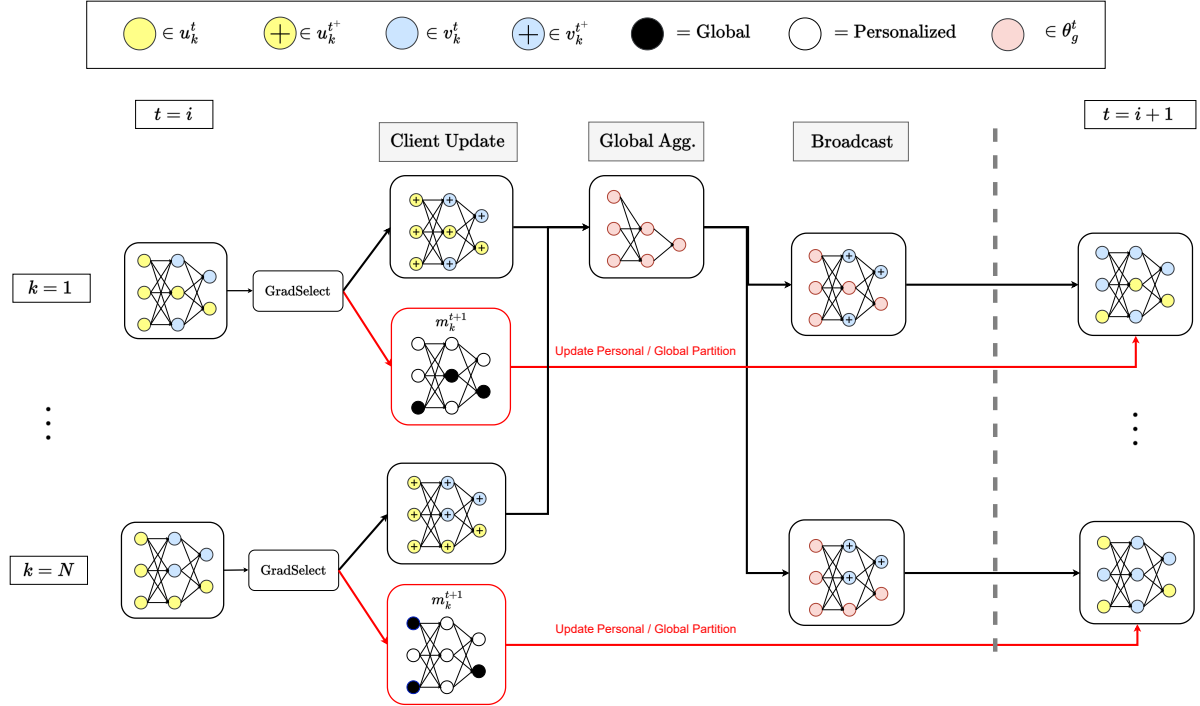 ∈ u_k^t
∈ u_k^{t^+}
∈ v_k^t
∈ v_k^{t^+}
= Global
= Personalized
∈ θ_g^t
t = i
t = i + 1
Client Update
Global Agg.
Broadcast
k = 1
GradSelect
m_k^{t+1}
Update Personal / Global Partition
k = N
GradSelect
m_k^{t+1}
Update Personal / Global Partition